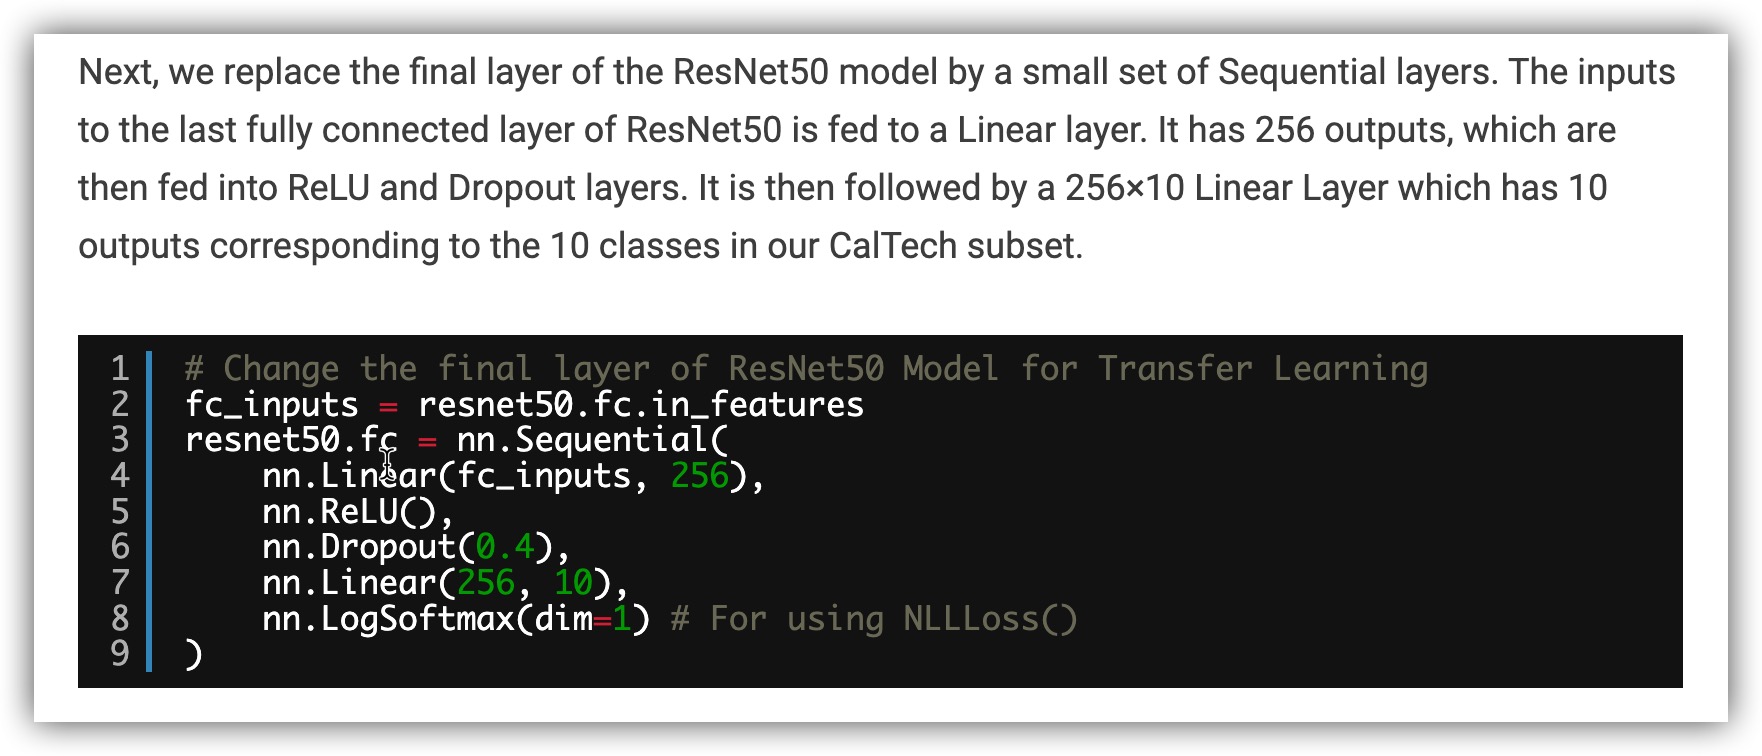 Next, we replace the final layer of the ResNet50 model by a small set of Sequential layers. The inputs
to the last fully connected layer of ResNet50 is fed to a Linear layer. It has 256 outputs, which are
then fed into ReLU and Dropout layers. It is then followed by a 256×10 Linear Layer which has 10
outputs corresponding to the 10 classes in our CalTech subset.
1 # Change the final layer of ResNet50 Model for Transfer Learning
2 fc_inputs = resnet50.fc.in_features
3 resnet50.fc = nn.Sequential(
4     nn.Linear(fc_inputs, 256),
5     nn.ReLU(),
6     nn.Dropout(0.4),
7     nn.Linear(256, 10),
8     nn.LogSoftmax(dim=1) # For using NLLLoss()
9 )